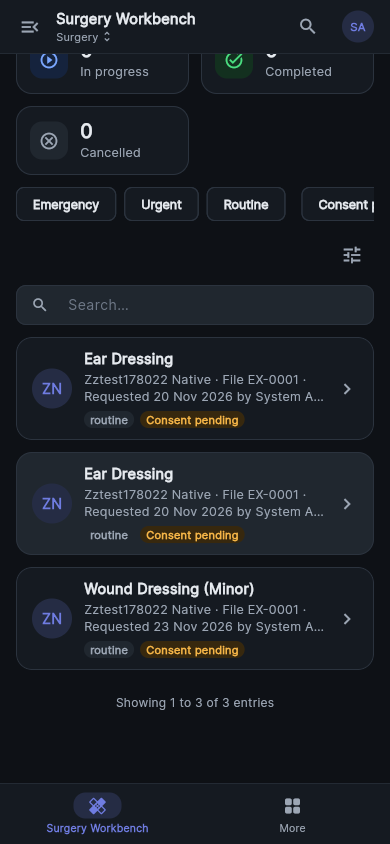 Surgery Workbench
Surgery
SA
In progress
Completed
0
Cancelled
Emergency
Urgent
Routine
Consent
Search...
Ear Dressing
ZN
Zztest178022 Native · File EX-0001 ·
Requested 20 Nov 2026 by System A...
routine
Consent pending
Ear Dressing
ZN
Zztest178022 Native · File EX-0001 ·
Requested 20 Nov 2026 by System A...
routine
Consent pending
Wound Dressing (Minor)
ZN
Zztest178022 Native · File EX-0001 ·
Requested 23 Nov 2026 by System A...
routine
Consent pending
Showing 1 to 3 of 3 entries
Surgery Workbench
More